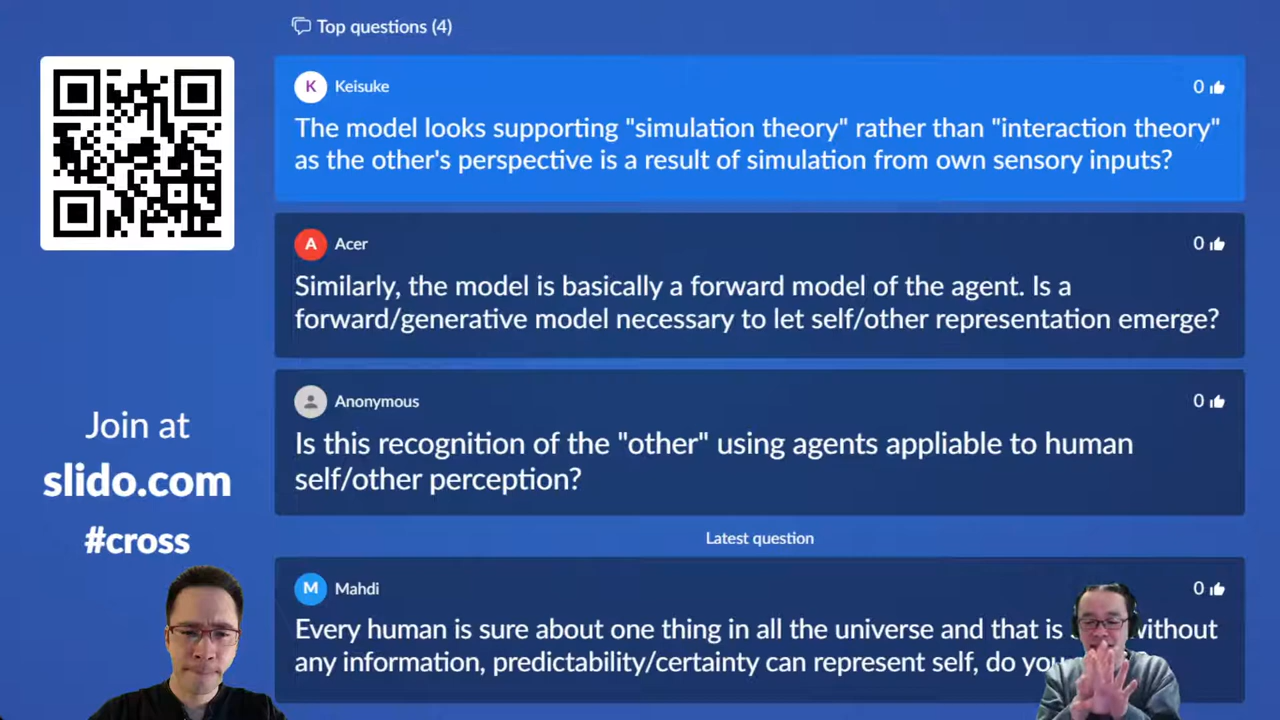 Top questions (4)
K Keisuke
0
The model looks supporting "simulation theory" rather than "interaction theory"
as the other's perspective is a result of simulation from own sensory inputs?
A Acer
0
Similarly, the model is basically a forward model of the agent. Is a
forward/generative model necessary to let self/other representation emerge?
Anonymous
0
Is this recognition of the "other" using agents appliable to human
self/other perception?
Join at
slido.com
#cross
Latest question
M Mahdi
0
Every human is sure about one thing in all the universe and that is without
any information, predictability/certainty can represent self, do you